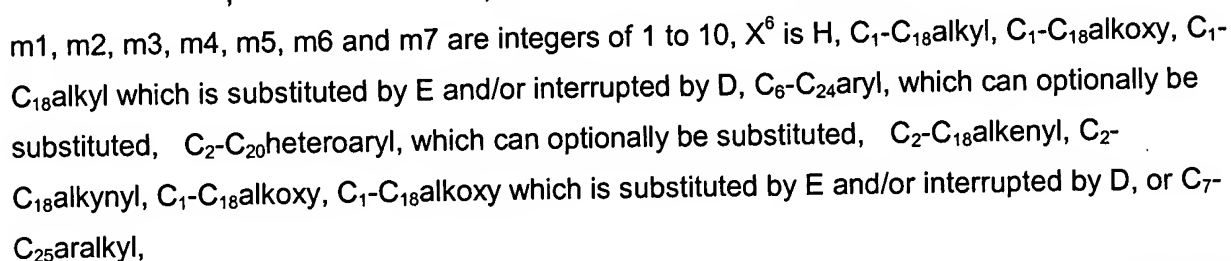 m1, m2, m3, m4, m5, m6 and m7 are integers of 1 to 10, X⁶ is H, C₁-C₁₈alkyl, C₁-C₁₈alkoxy, C₁-
C₁₈alkyl which is substituted by E and/or interrupted by D, C₆-C₂₄aryl, which can optionally be
substituted, C₂-C₂₀heteroaryl, which can optionally be substituted, C₂-C₁₈alkenyl, C₂-
C₁₈alkynyl, C₁-C₁₈alkoxy, C₁-C₁₈alkoxy which is substituted by E and/or interrupted by D, or C₇-
C₂₅aralkyl,